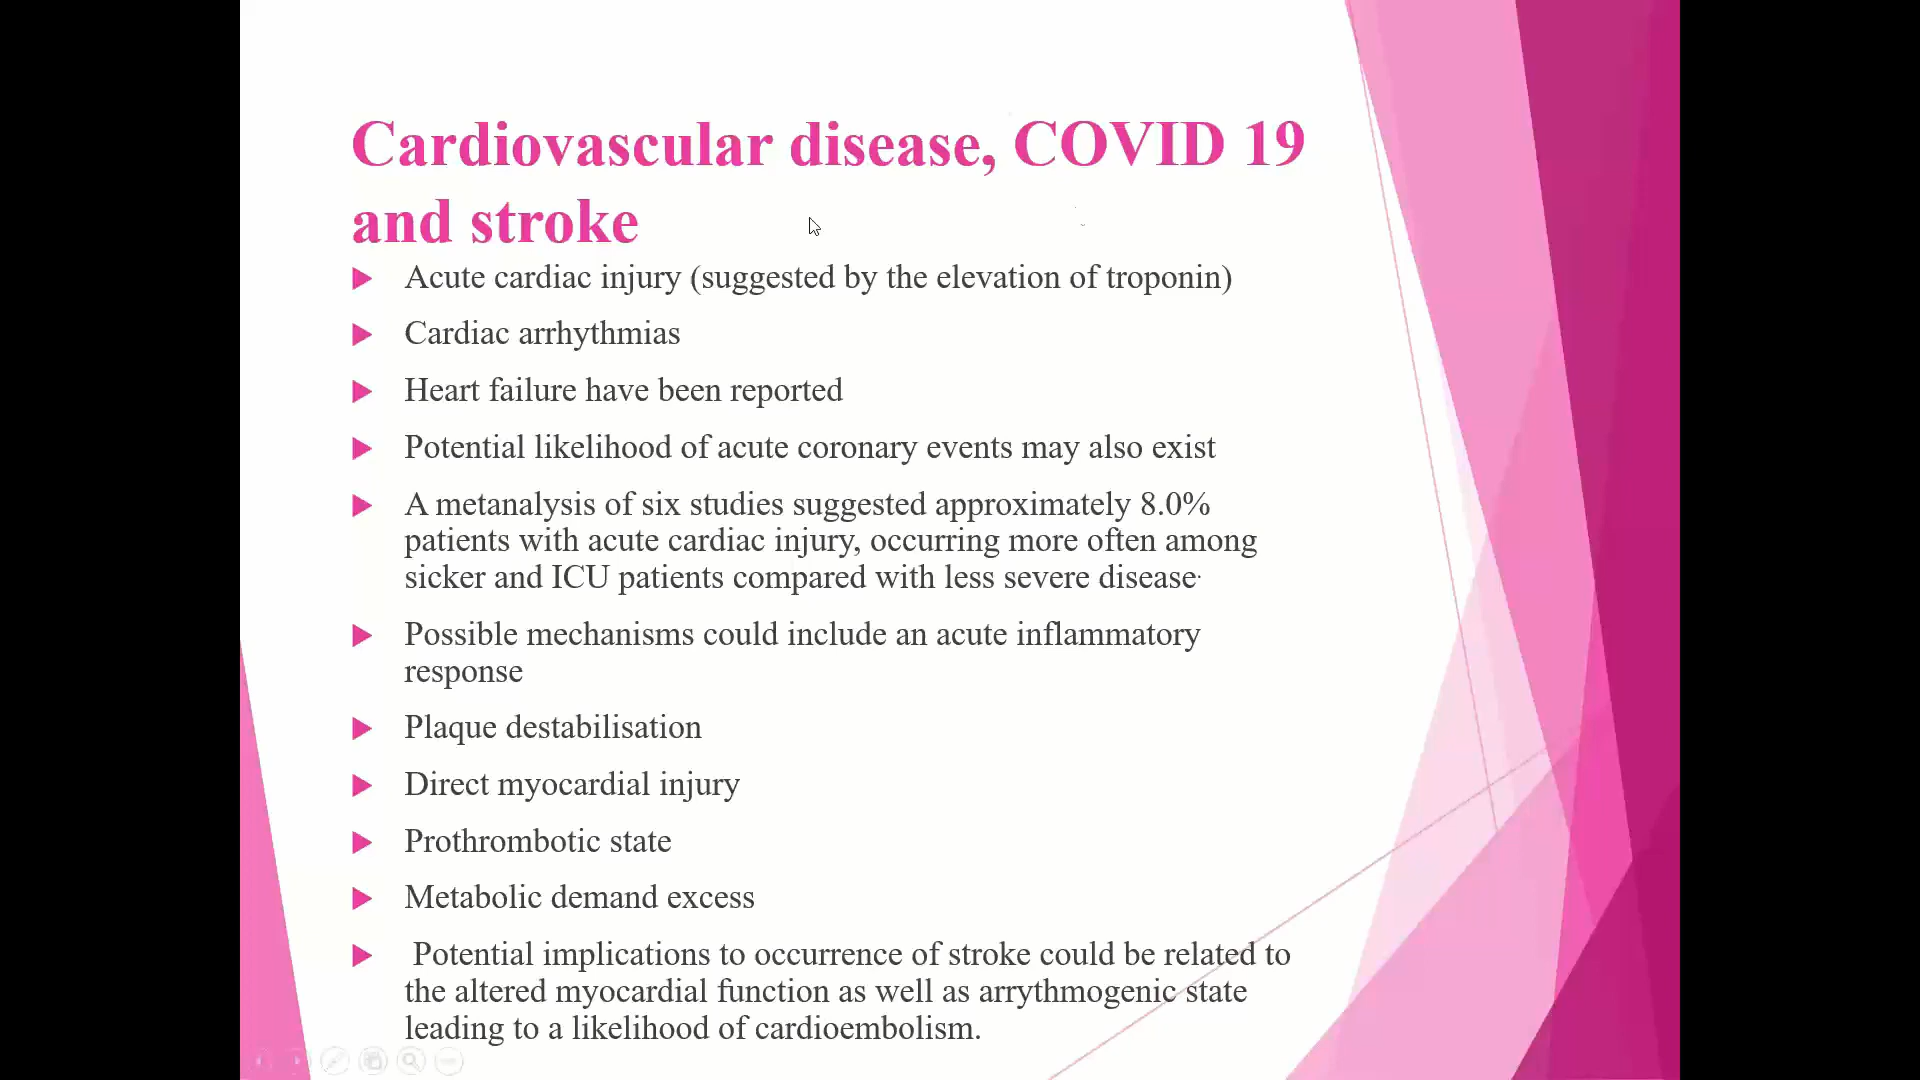 Cardiovascular disease, COVID 19
and stroke
Acute cardiac injury (suggested by the elevation of troponin)
Cardiac arrhythmias
Heart failure have been reported
Potential likelihood of acute coronary events may also exist
A metanalysis of six studies suggested approximately 8.0%
patients with acute cardiac injury, occurring more often among
sicker and ICU patients compared with less severe disease.
Possible mechanisms could include an acute inflammatory
response
Plaque destabilisation
Direct myocardial injury
Prothrombotic state
Metabolic demand excess
Potential implications to occurrence of stroke could be related to
the altered myocardial function as well as arrythmogenic state
leading to a likelihood of cardioembolism.